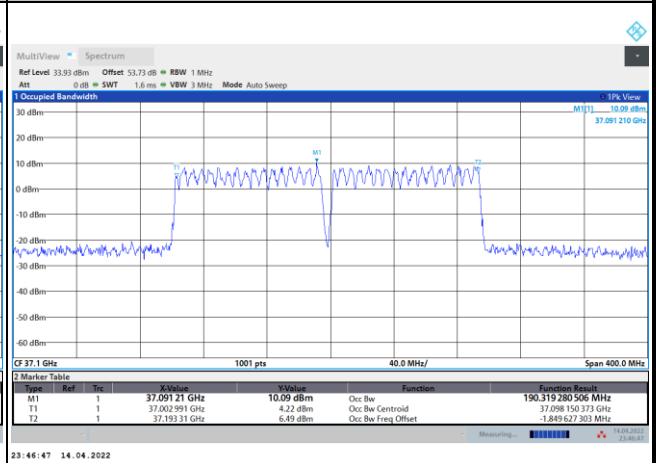 MultiView Spectrum
Ref Level 33.93 dBm Offset 53.73 dB RBW 1 MHz
Att 0 dB SWT 1.6 ms VBW 3 MHz Mode Auto Sweep
1 Occupied Bandwidth 1Pk View
M1[1] 10.09 dBm
37.091 210 GHz
30 dBm
20 dBm
M1
10 dBm
T1 T2
0 dBm
-10 dBm
-20 dBm
-30 dBm
-40 dBm
-50 dBm
-60 dBm
CF 37.1 GHz 1001 pts 40.0 MHz/ Span 400.0 MHz
2 Marker Table
Type Ref Trc X-Value Y-Value Function Function Result
M1 1 37.091 21 GHz 10.09 dBm Occ Bw 190.319 280 506 MHz
T1 1 37.002 991 GHz 4.22 dBm Occ Bw Centroid 37.098 150 373 GHz
T2 1 37.193 31 GHz 6.49 dBm Occ Bw Freq Offset -1.849 627 303 MHz
Measuring... 14.04.2022
23:46:47
23:46:47 14.04.2022